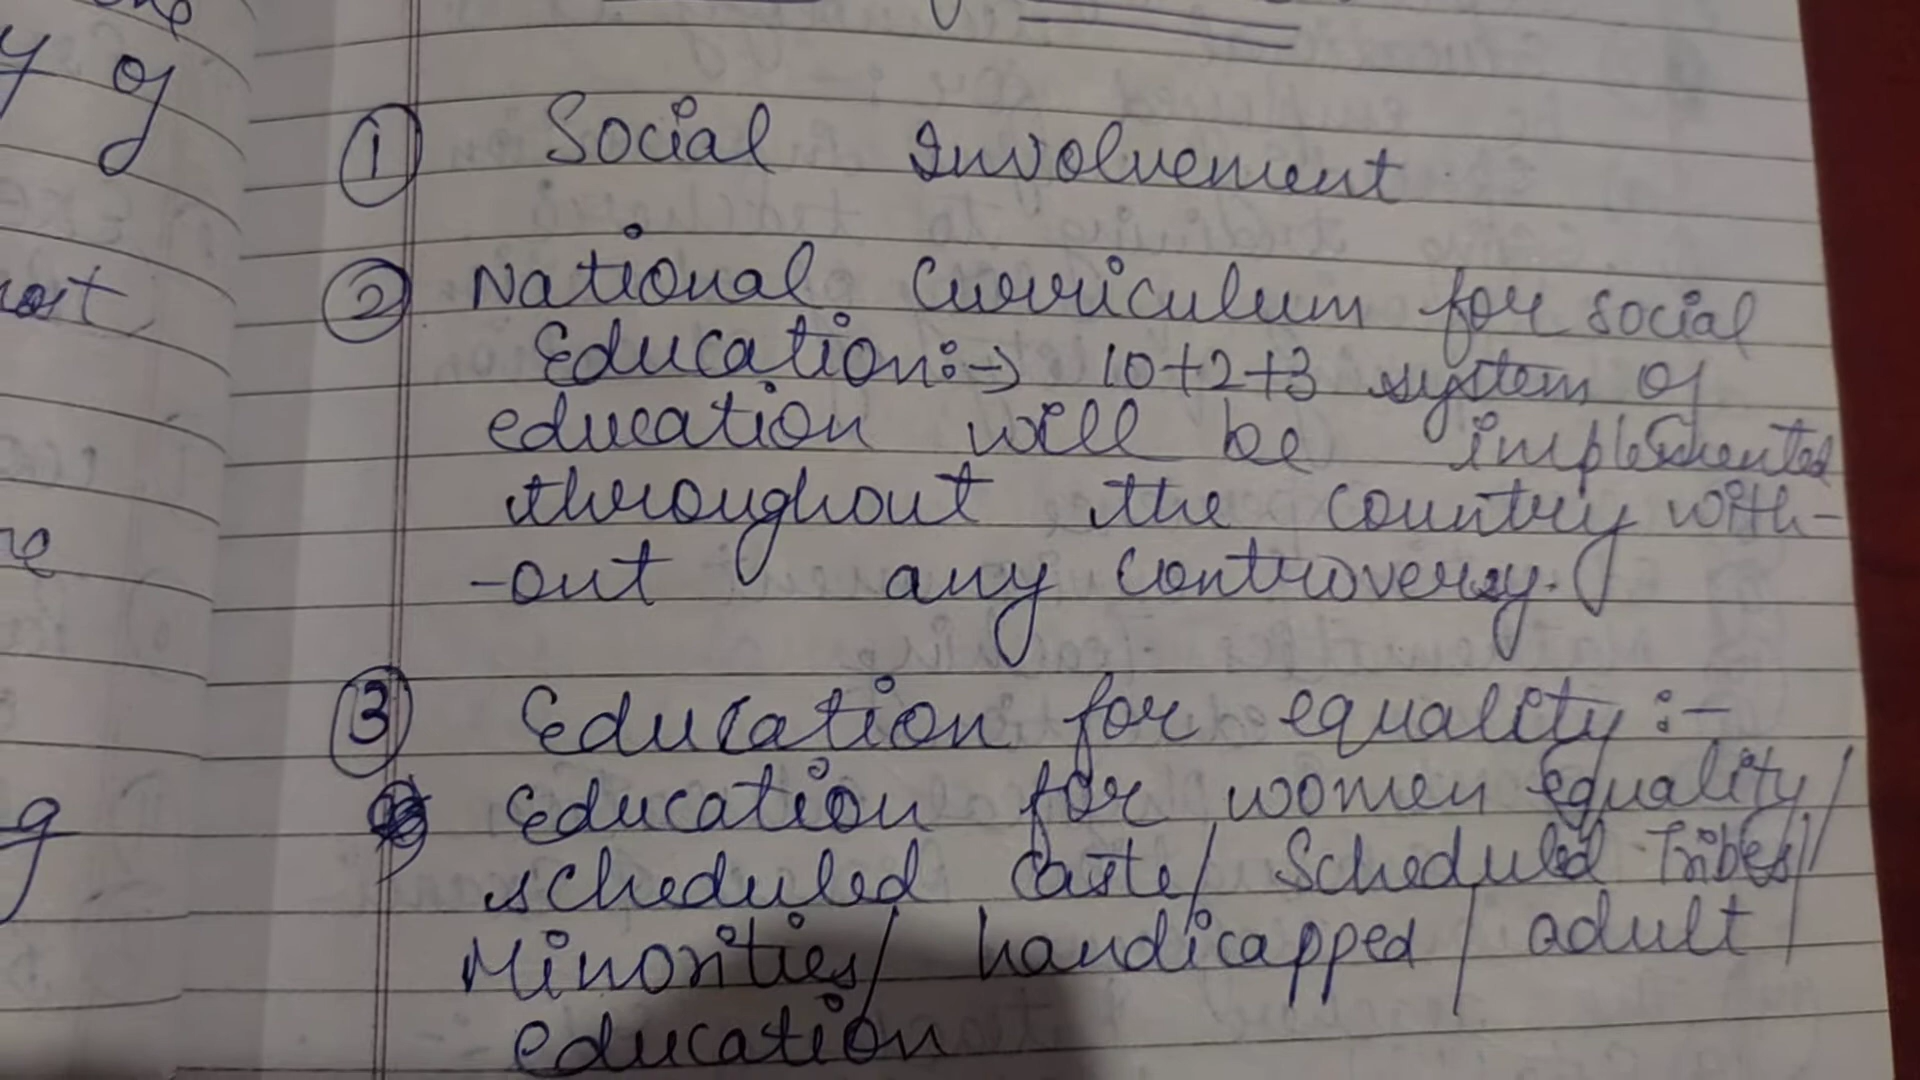 y of
① Social Involvement
② National Curriculum for social
Education:→ 10+2+3 system of
education will be implemented
throughout the country with-
-out any controversy.
③ Education for equality:-
Education for women equality/
scheduled caste/ Scheduled Tribes/
Minorities/ handicapped/ adult/
education